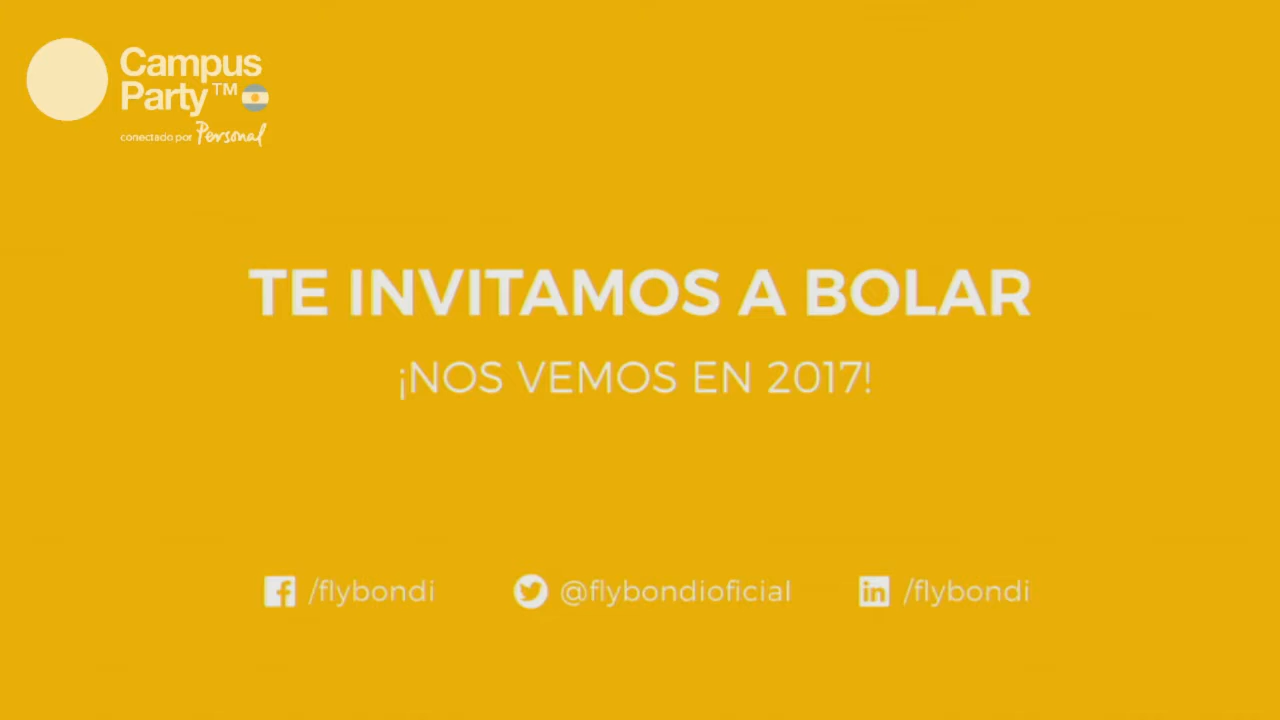 Campus
Party™
conectado por Personal
TE INVITAMOS A BOLAR
¡NOS VEMOS EN 2017!
/flybondi @flybondioficial /flybondi